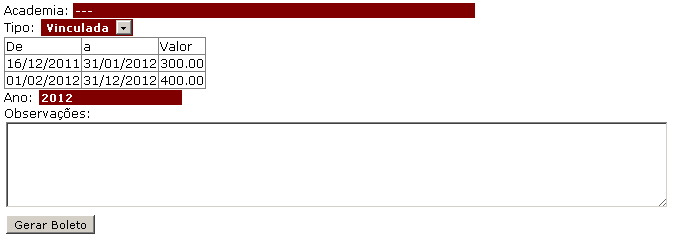 Academia: ---
Tipo: Vinculada
De a Valor
16/12/2011 31/01/2012 300.00
01/02/2012 31/12/2012 400.00
Ano: 2012
Observações:
Gerar Boleto